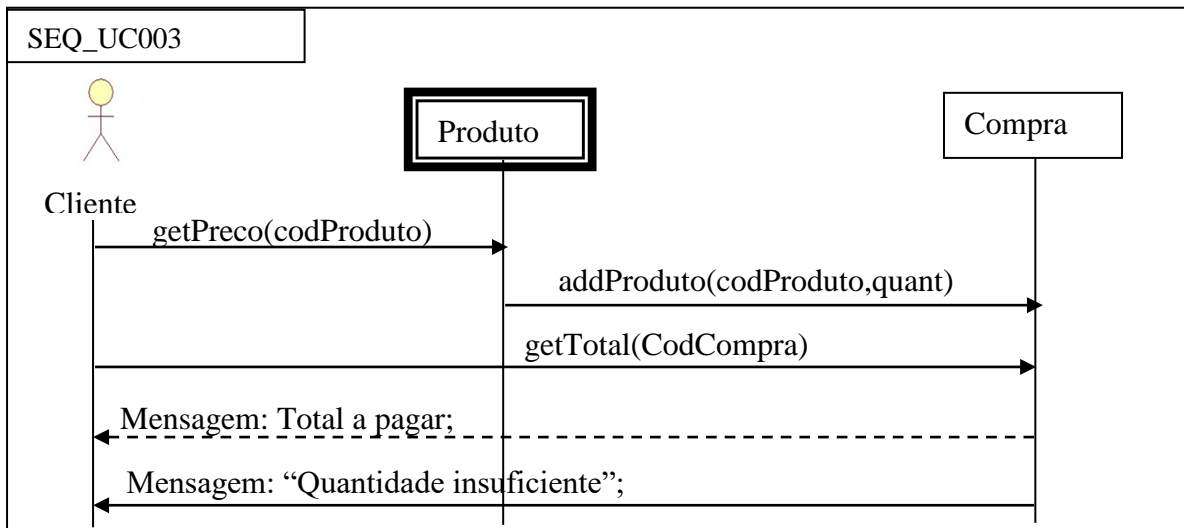 SEQ_UC003
Produto
Compra
Cliente
getPreco(codProduto)
addProduto(codProduto,quant)
getTotal(CodCompra)
Mensagem: Total a pagar;
Mensagem: “Quantidade insuficiente”;